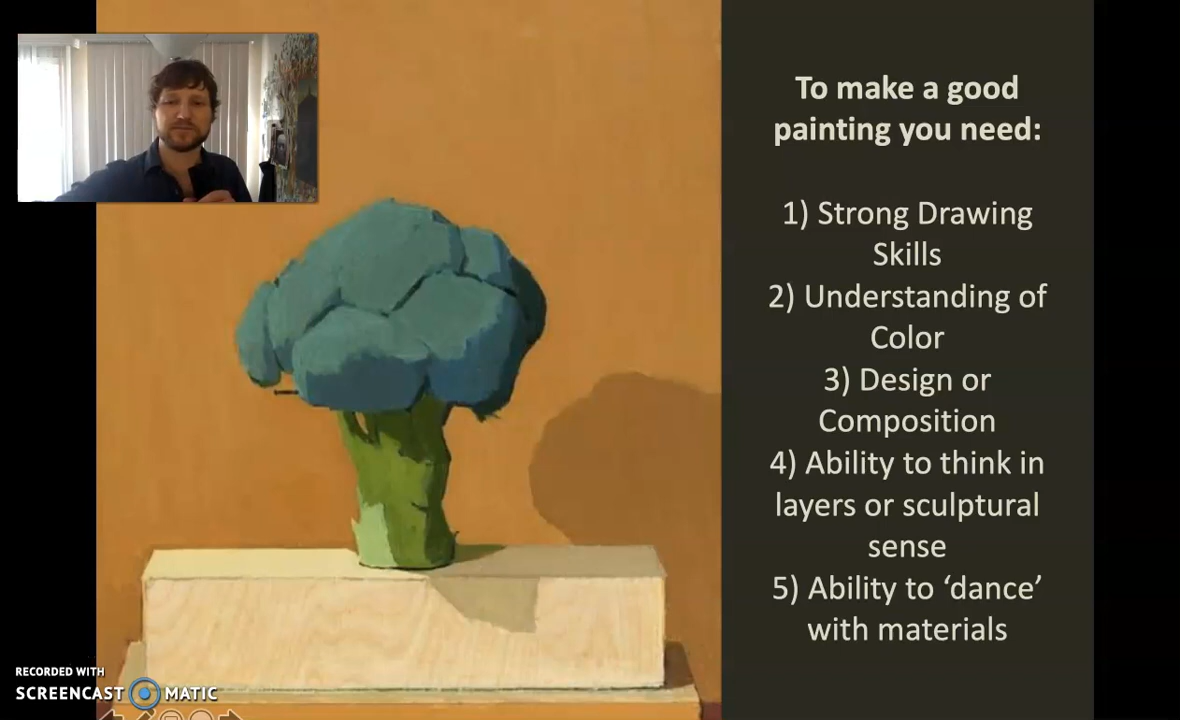 To make a good
painting you need:
1) Strong Drawing
Skills
2) Understanding of
Color
3) Design or
Composition
4) Ability to think in
layers or sculptural
sense
5) Ability to ‘dance’
with materials
RECORDED WITH
SCREENCAST MATIC